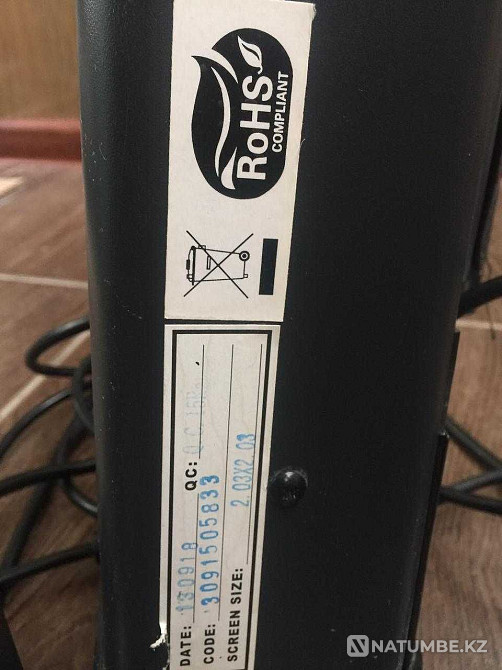 RoHS
COMPLIANT
DATE: 130918 QC: Q C
CODE: 3091505833
SCREEN SIZE: 2.03X2.03
NATUMBE.KZ